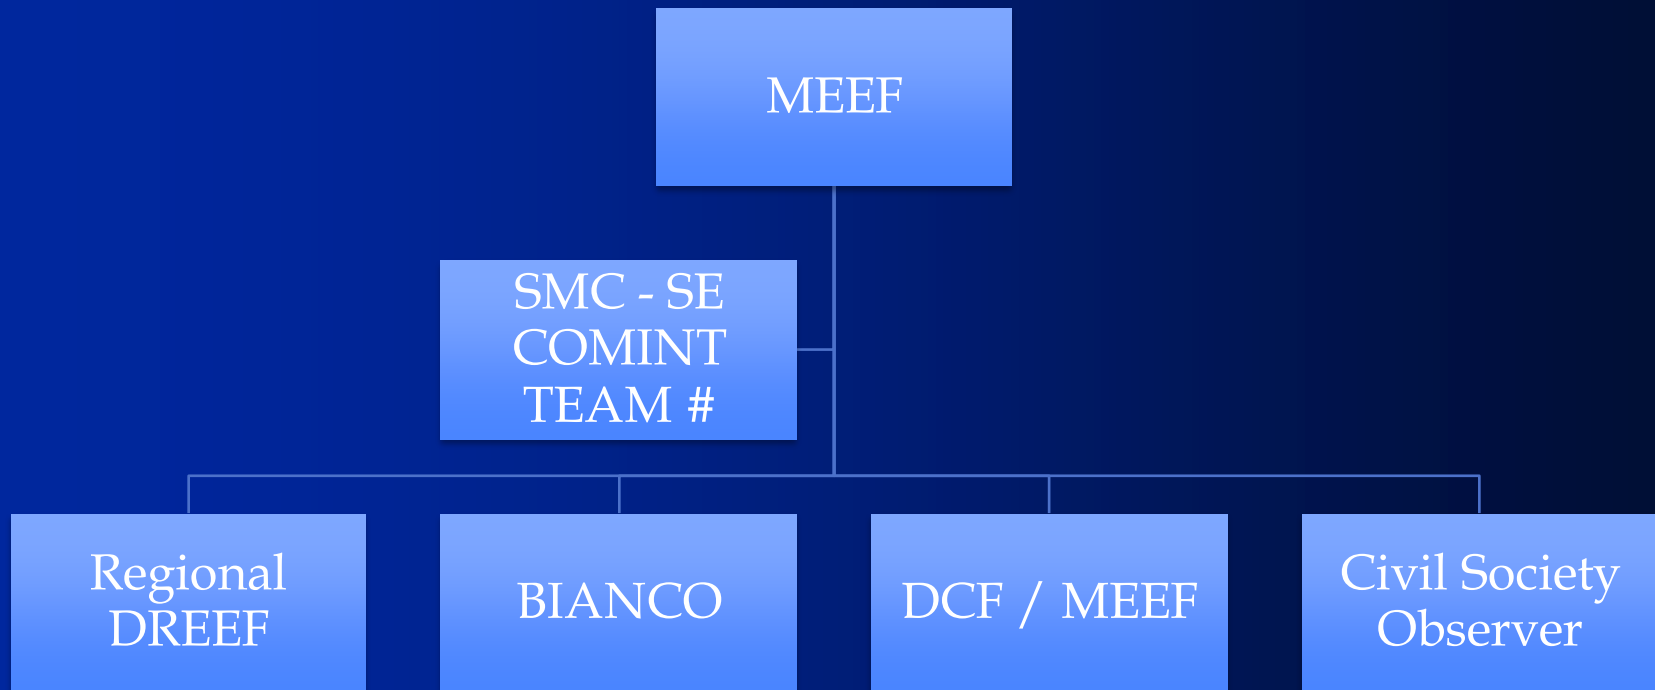 MEEF
SMC - SE
COMINT
TEAM #
Regional
DREEF
BIANCO
DCF / MEEF
Civil Society
Observer